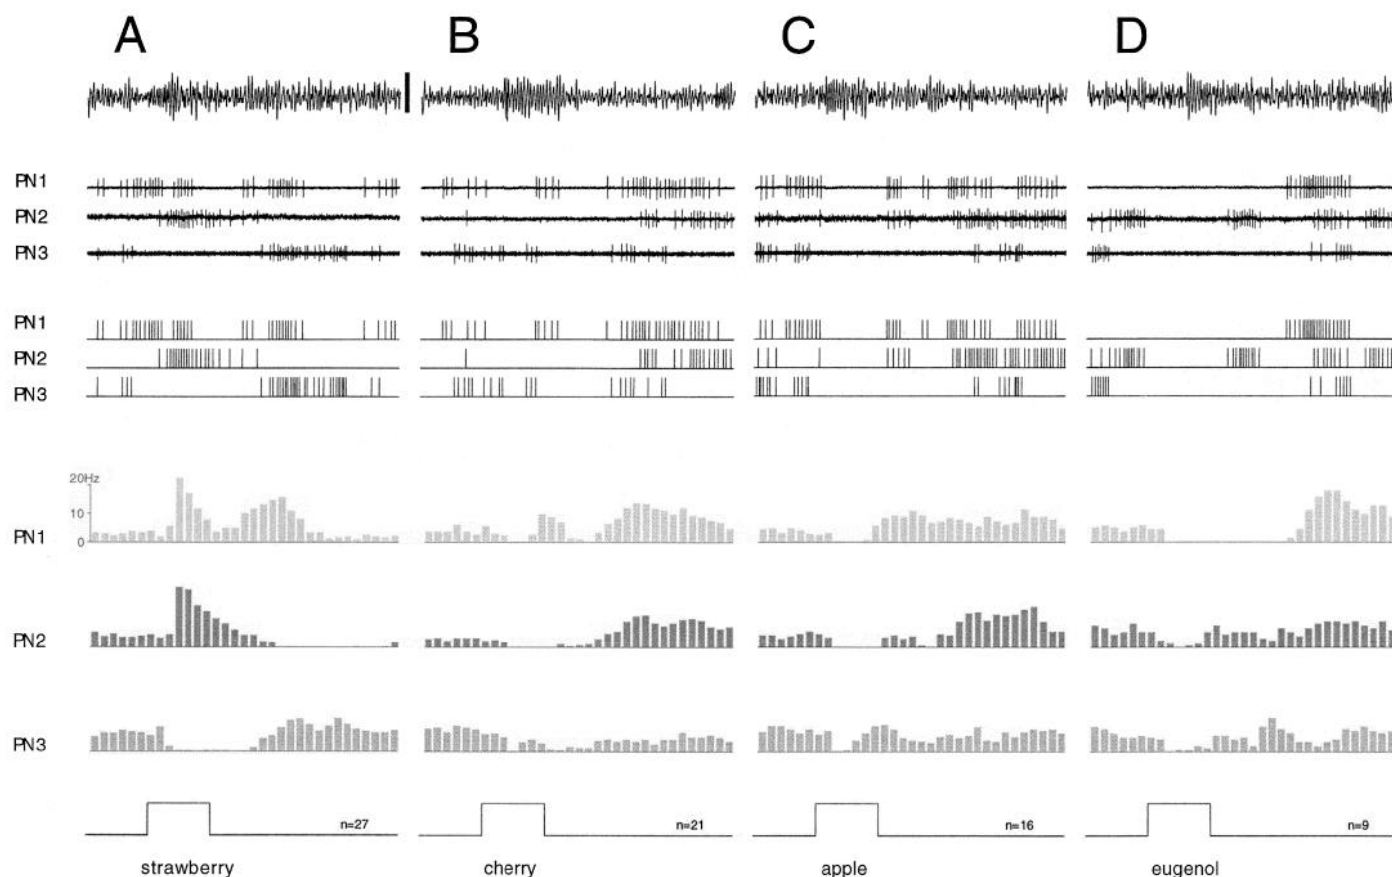 A B C D
PN1
PN2
PN3
PN1
PN2
PN3
20Hz
10
0
PN1
PN2
PN3
n=27 n=21 n=16 n=9
strawberry cherry apple eugenol